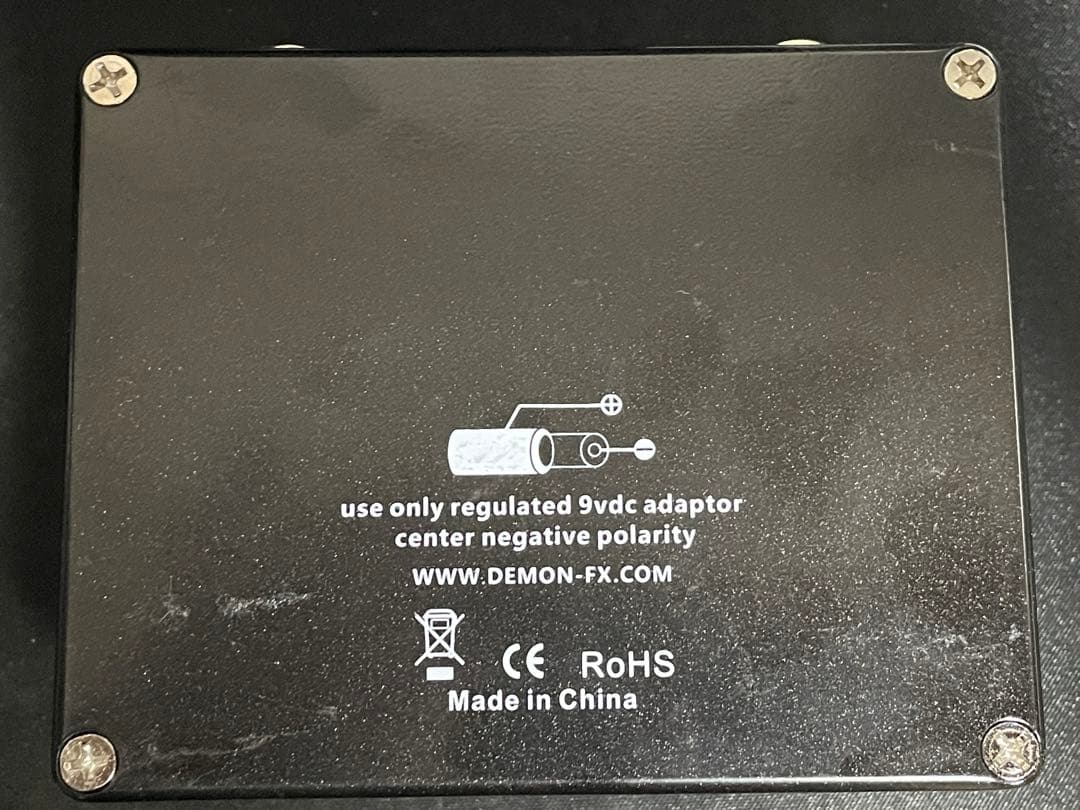 use only regulated 9vdc adaptor
center negative polarity
WWW.DEMON-FX.COM
CE RoHS
Made in China